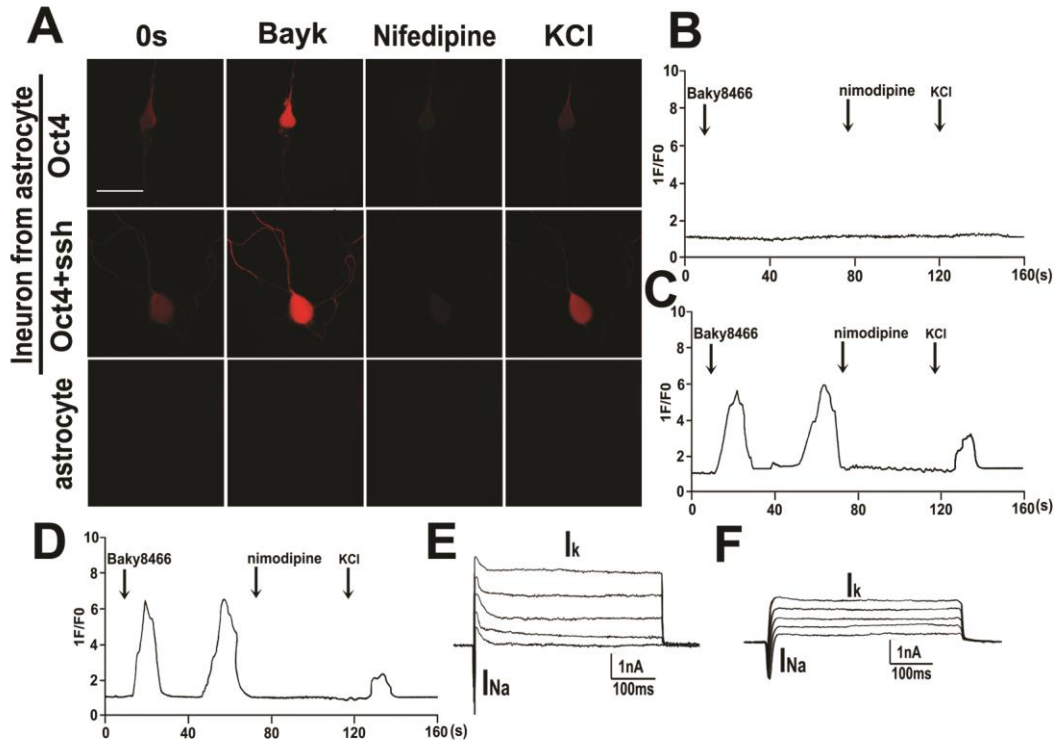 A
0s Bayk Nifedipine KCl
Ineuron from astrocyte
Oct4
Oct4+ssh
astrocyte
B
10
8
6
4
2
0
1F/F0
Baky8466 nimodipine KCl
0 40 80 120 160 (s)
C
10
8
6
4
2
0
1F/F0
Baky8466 nimodipine KCl
0 40 80 120 160 (s)
D
10
8
6
4
2
0
1F/F0
Baky8466 nimodipine KCl
0 40 80 120 160 (s)
E
Ik
INa
1nA
100ms
F
Ik
INa
1nA
100ms